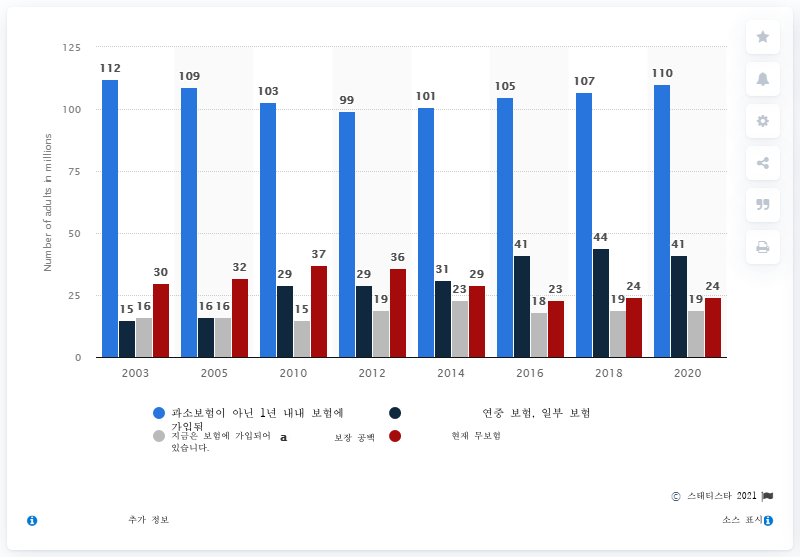 125
100
75
50
25
0
Number of adults in millions
112 15 16 30
109 16 16 32
103 29 15 37
99 29 19 36
101 31 23 29
105 41 18 23
107 44 19 24
110 41 19 24
2003 2005 2010 2012 2014 2016 2018 2020
과소보험이 아닌 1년 내내 보험에
가입됨
연중 보험, 일부 보험
지금은 보험에 가입되어 a 보장 공백
있습니다.
현재 무보험
© 스태티스타 2021
추가 정보
소스 표시